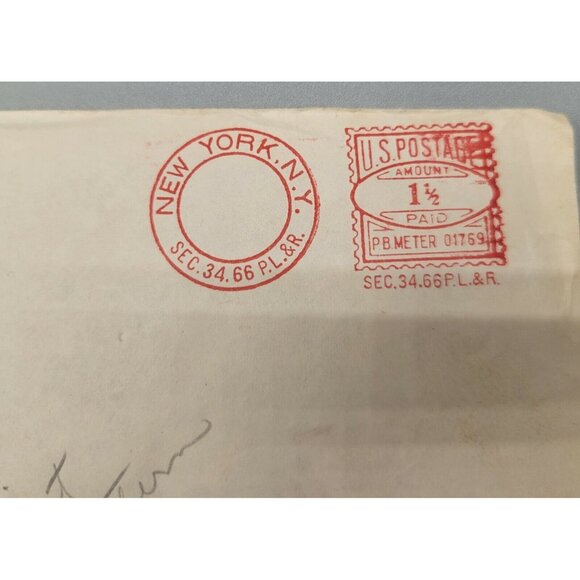 NEW YORK, N.Y.
SEC. 34.66 P.L.&R.
U.S. POSTAGE
AMOUNT
1½
PAID
P.B. METER 01769
SEC. 34.66 P.L.&R.